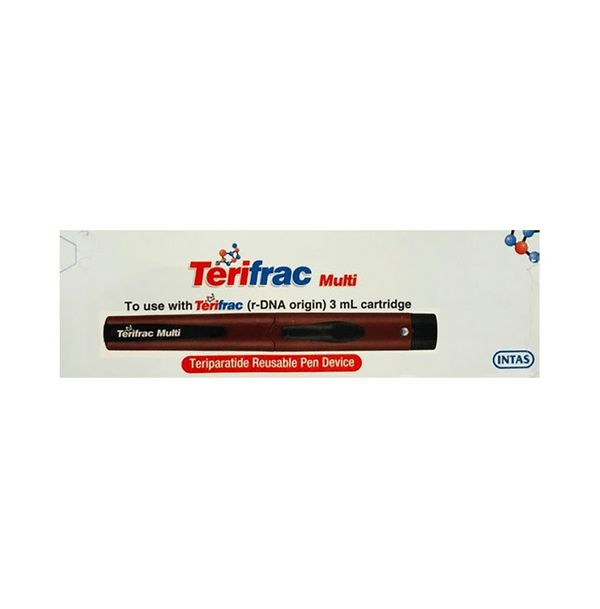 Terifrac Multi
To use with Terifrac (r-DNA origin) 3 mL cartridge
Terifrac Multi
Teriparatide Reusable Pen Device
INTAS